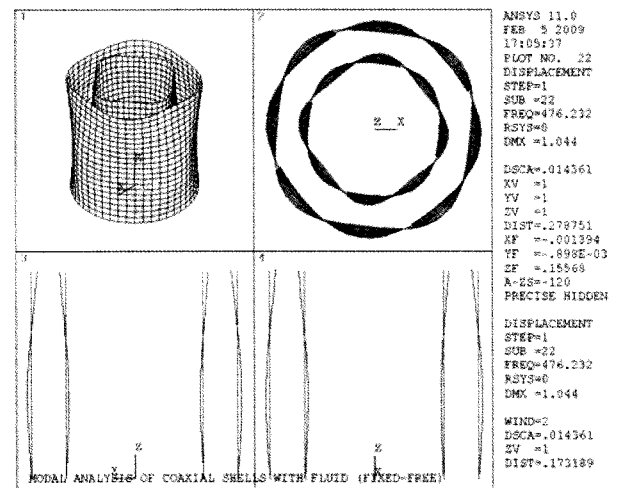 1
2
3
4
Z X
Z
Z
MODAL ANALYSIS OF COAXIAL SHELLS WITH FLUID (FIXED-FREE)
ANSYS 11.0
FEB 5 2009
17:05:37
PLOT NO. 22
DISPLACEMENT
STEP=1
SUB =22
FREQ=476.232
RSYS=0
DMX =1.044
DSCA=.014361
XV =1
YV =1
ZV =1
DIST=.278751
XF =-.001394
YF =-.898E-03
ZF =.15568
A-ZS=-120
PRECISE HIDDEN
DISPLACEMENT
STEP=1
SUB =22
FREQ=476.232
RSYS=0
DMX =1.044
WIND=2
DSCA=.014361
ZV =1
DIST=.173189